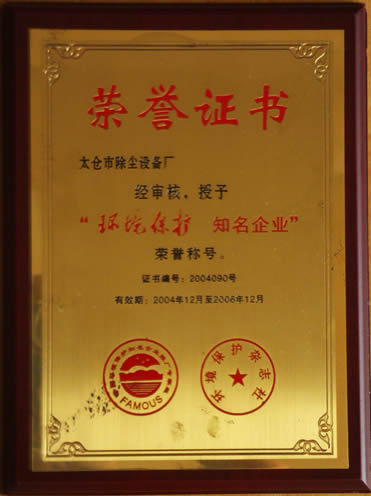 荣誉证书
太仓市除尘设备厂
经审核，授予
“环境保护 知名企业”
荣誉称号。
证书编号：2004090号
有效期：2004年12月至2006年12月
FAMOUS
环境保护杂志社